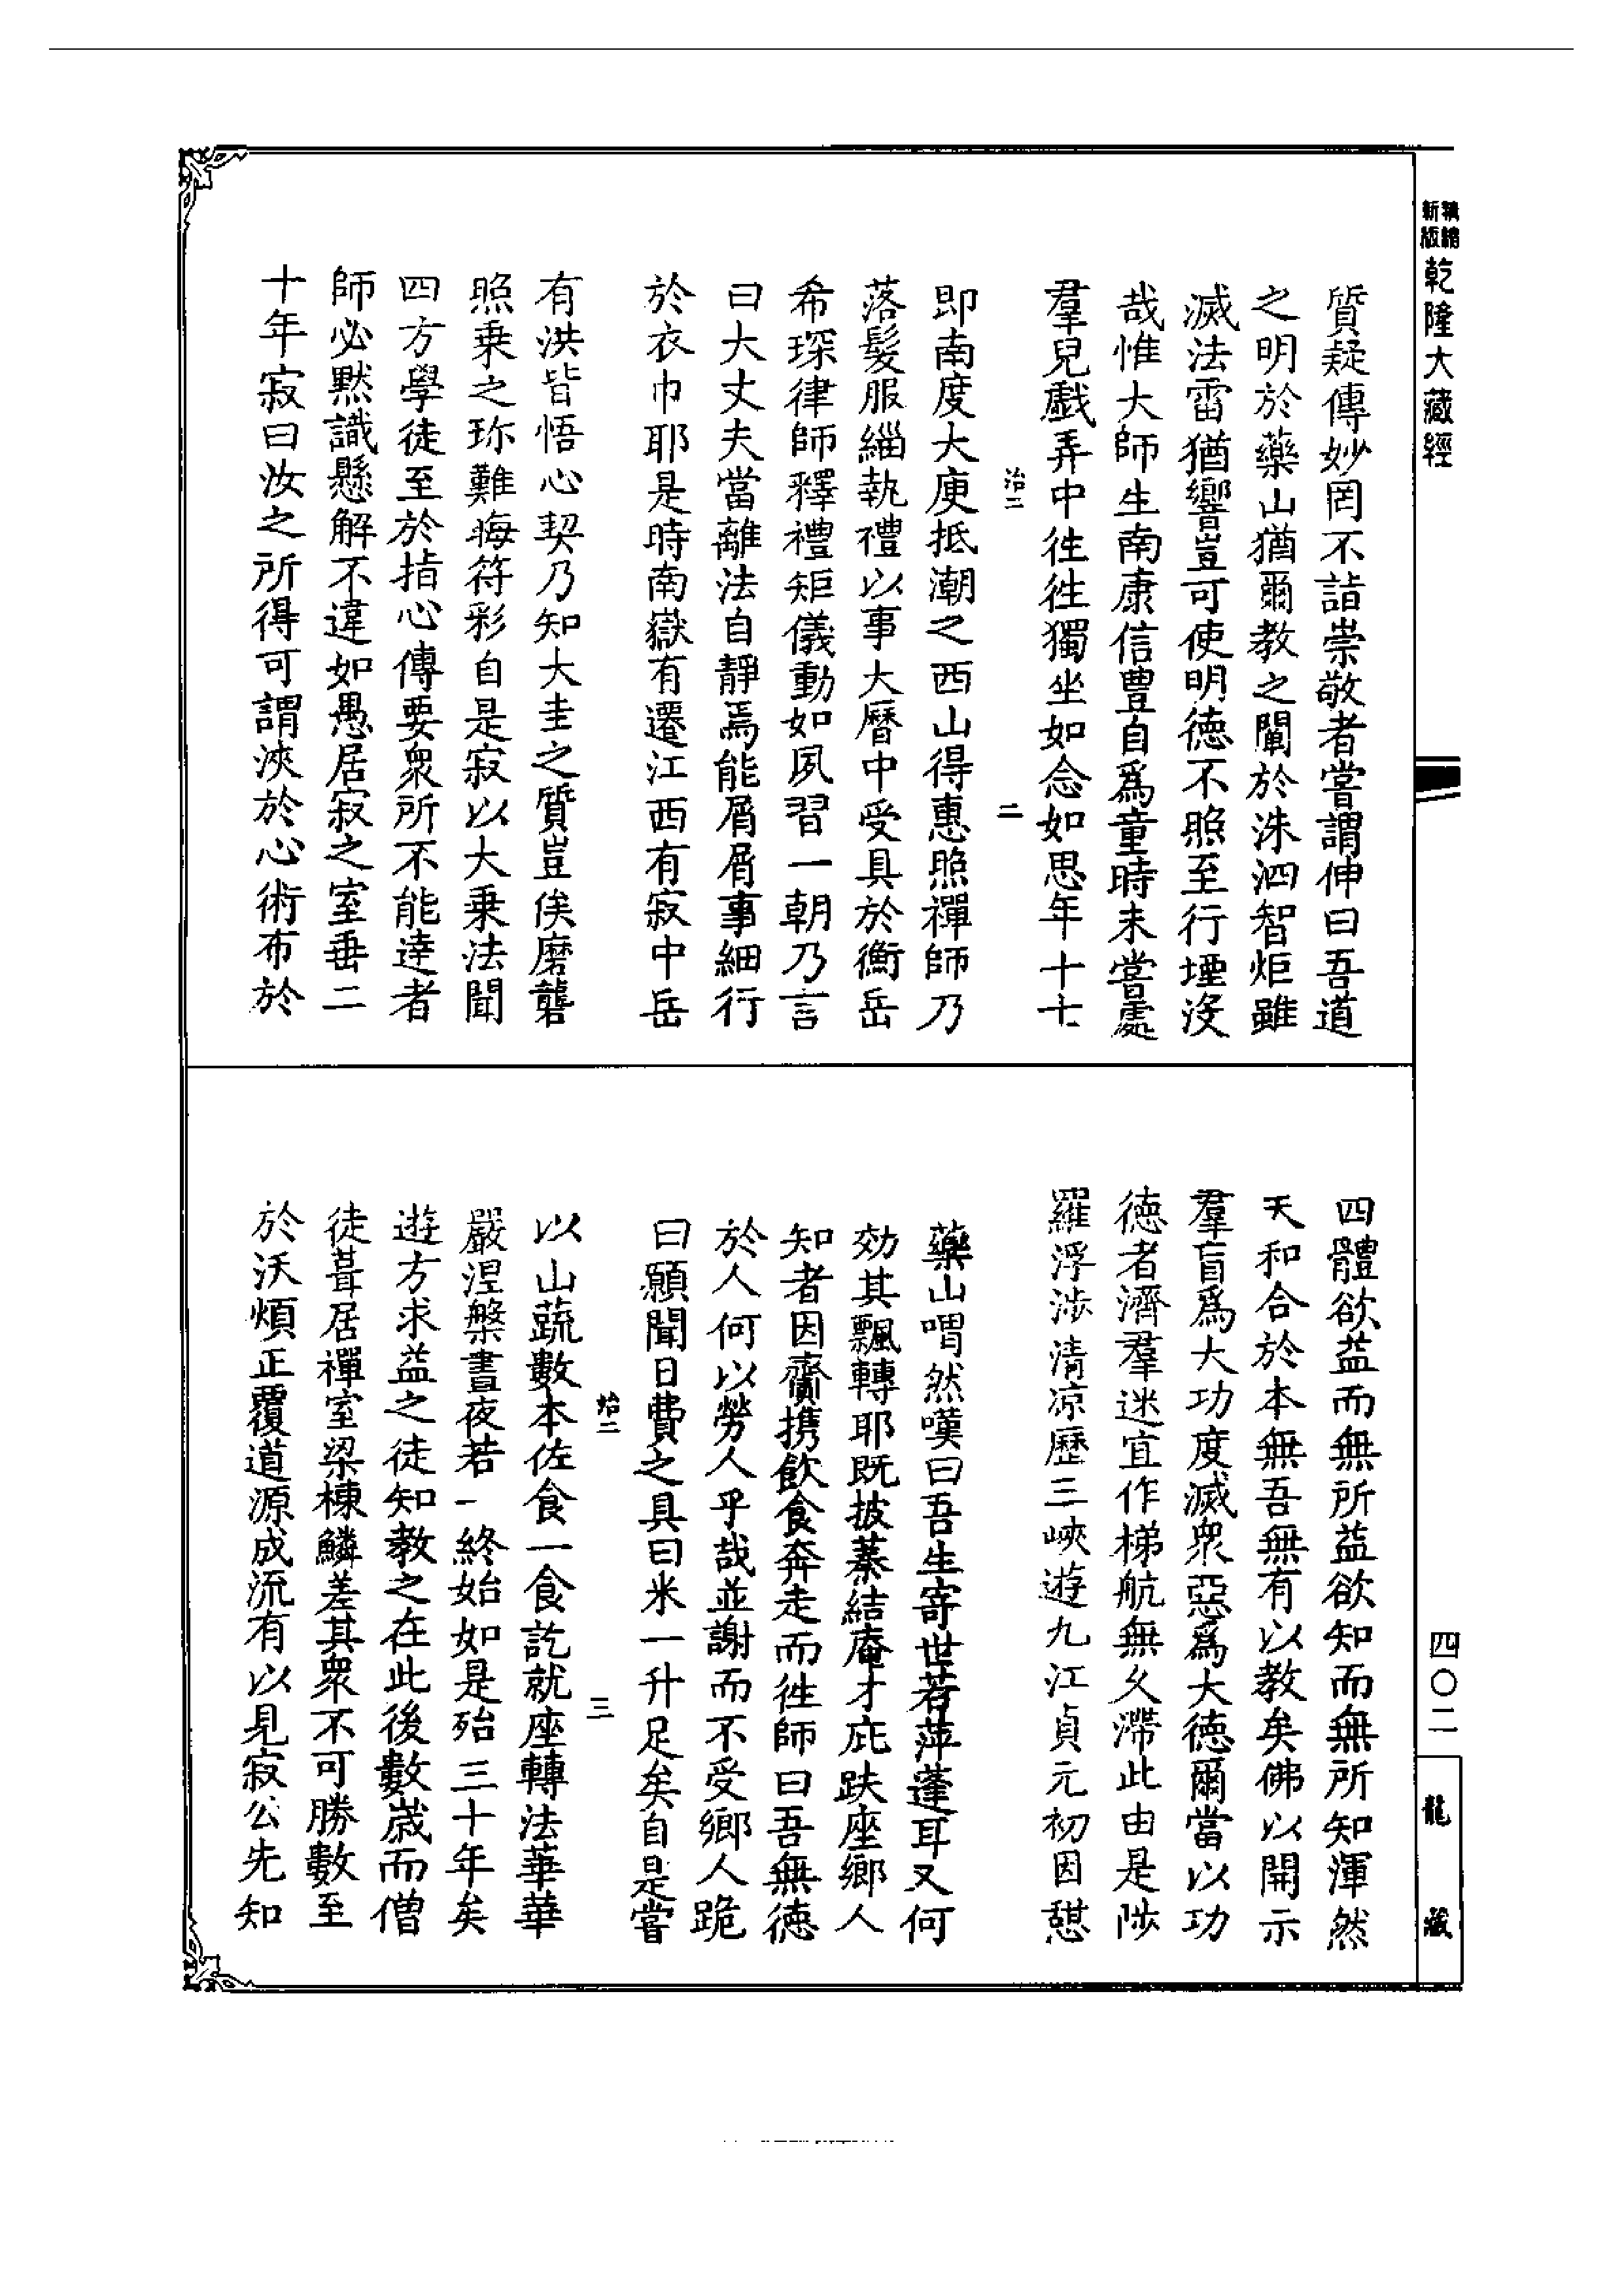 新版精縮乾隆大藏經
質疑傳妙罔不詣崇敬者嘗謂伸曰吾道
之明於藥山猶爾教之闡於洙泗智炬雖
滅法雷猶響豈可使明德不照至行堙沒
哉惟大師生南康信豊自爲童時未嘗處
羣兒戲弄中徃徃獨坐如念如思年十七
治二
二
即南度大庾抵潮之西山得惠照禪師乃
落髮服緇執禮以事大曆中受具於衡岳
希琛律師釋禮矩儀動如夙習一朝乃言
曰大丈夫當離法自靜焉能屑屑事細行
於衣巾耶是時南嶽有遷江西有寂中岳
有洪皆悟心契乃知大圭之質豈俟磨礱
照乗之珎難晦符彩自是寂以大乗法聞
四方學徒至於指心傳要衆所不能逹者
師必黙識懸解不違如愚居寂之室垂二
十年寂曰汝之所得可謂浹於心術布於
四體欲益而無所益欲知而無所知渾然
天和合於本無吾無有以教矣佛以開示
羣盲爲大功度滅衆惡爲大德爾當以功
德者濟羣迷宜作梯航無久滯此由是陟
羅浮涉清凉歷三峽遊九江貞元初因憇
藥山喟然嘆曰吾生寄世若萍蓬耳又何
効其飄轉耶既披蓁結庵才庇趺座鄉人
知者因齎携飲食奔走而徃師曰吾無德
於人何以勞人乎哉並謝而不受鄉人跪
曰願聞日費之具曰米一升足矣自是嘗
治二
三
以山蔬數本佐食一食訖就座轉法華華
嚴涅槃晝夜若一終始如是殆三十年矣
遊方求益之徒知教之在此後數歲而僧
徒葺居禪室梁棟鱗差其衆不可勝數至
於沃煩正覆道源成流有以見寂公先知
四〇二
龍藏